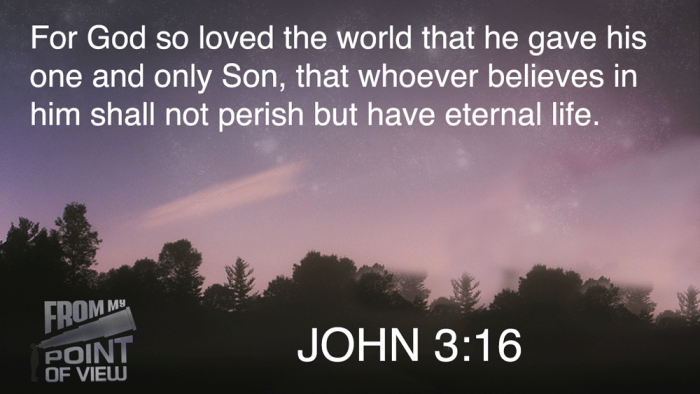 For God so loved the world that he gave his
one and only Son, that whoever believes in
him shall not perish but have eternal life.
FROM MY
POINT
OF VIEW
JOHN 3:16